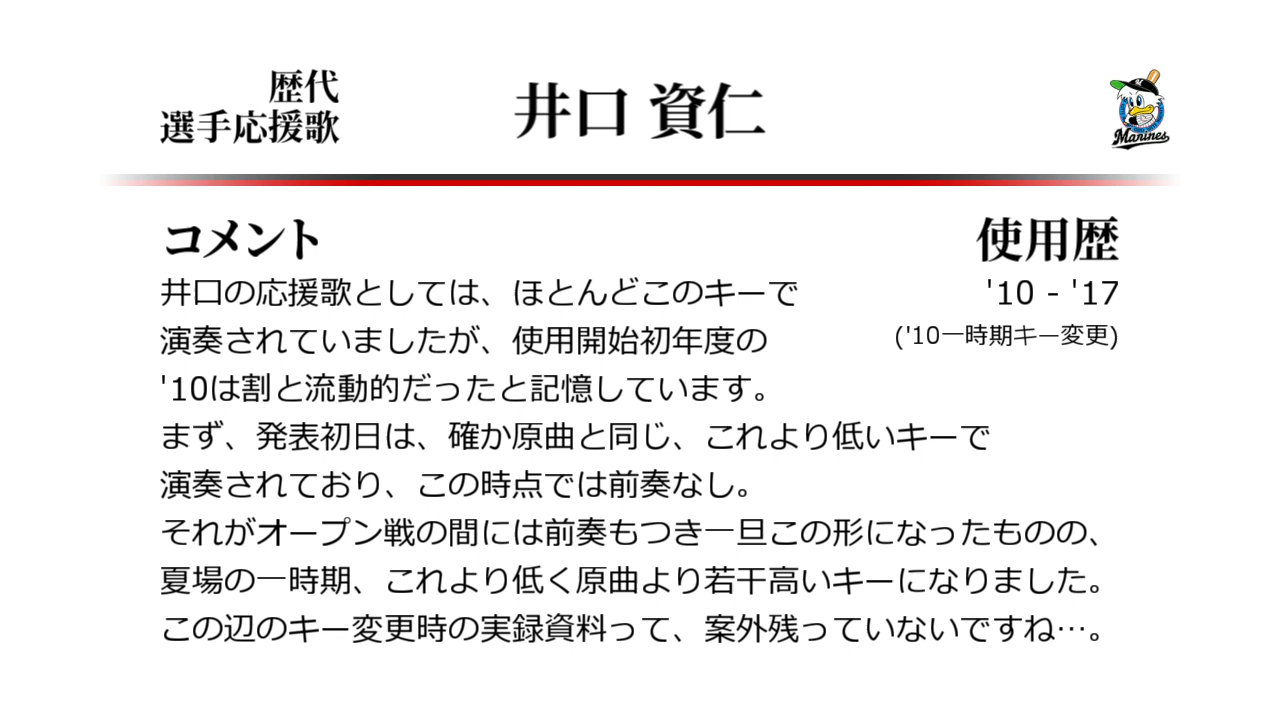 歴代
選手応援歌
井口 資仁
Marines
コメント
使用歴
井口の応援歌としては、ほとんどこのキーで
'10 - '17
演奏されていましたが、使用開始初年度の
('10一時期キー変更)
'10は割と流動的だったと記憶しています。
まず、発表初日は、確か原曲と同じ、これより低いキーで
演奏されており、この時点では前奏なし。
それがオープン戦の間には前奏もつき一旦この形になったものの、
夏場の一時期、これより低く原曲より若干高いキーになりました。
この辺のキー変更時の実録資料って、案外残っていないですね…。